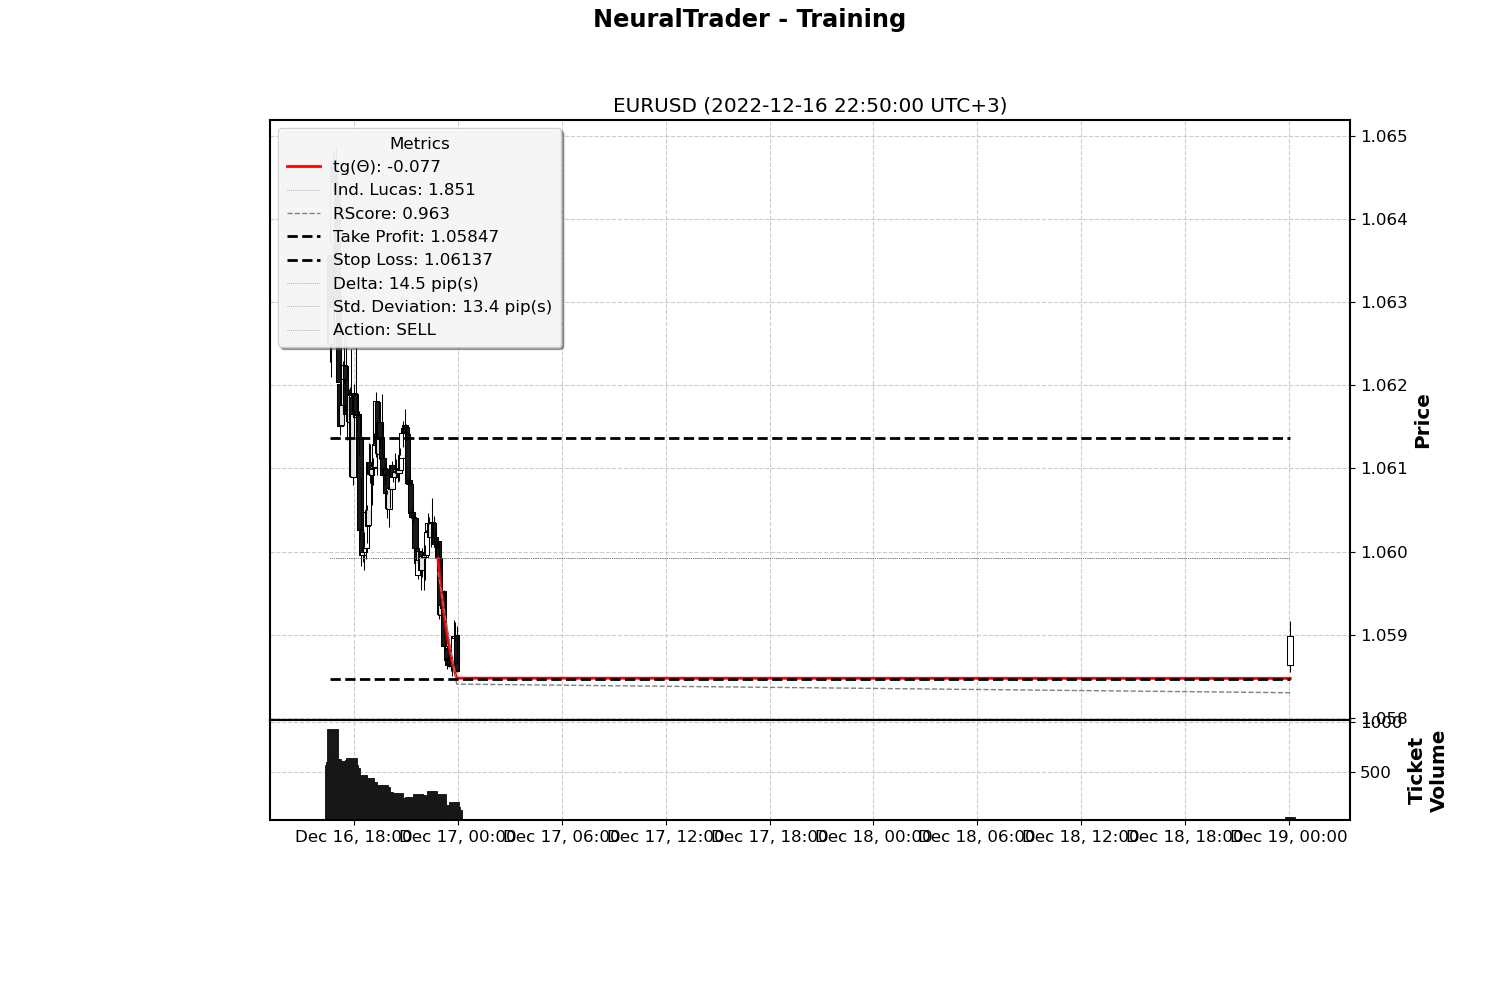 NeuralTrader - Training
EURUSD (2022-12-16 22:50:00 UTC+3)
Metrics
tg(Θ): -0.077
Ind. Lucas: 1.851
RScore: 0.963
Take Profit: 1.05847
Stop Loss: 1.06137
Delta: 14.5 pip(s)
Std. Deviation: 13.4 pip(s)
Action: SELL
1.065
1.064
1.063
1.062
1.061
1.060
1.059
1.058
Price
1000
500
Ticket
Volume
Dec 16, 18:00
Dec 17, 00:00
Dec 17, 06:00
Dec 17, 12:00
Dec 17, 18:00
Dec 18, 00:00
Dec 18, 06:00
Dec 18, 12:00
Dec 18, 18:00
Dec 19, 00:00